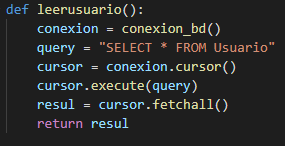 def leerusuario():
    conexion = conexion_bd()
    query = "SELECT * FROM Usuario"
    cursor = conexion.cursor()
    cursor.execute(query)
    resul = cursor.fetchall()
    return resul